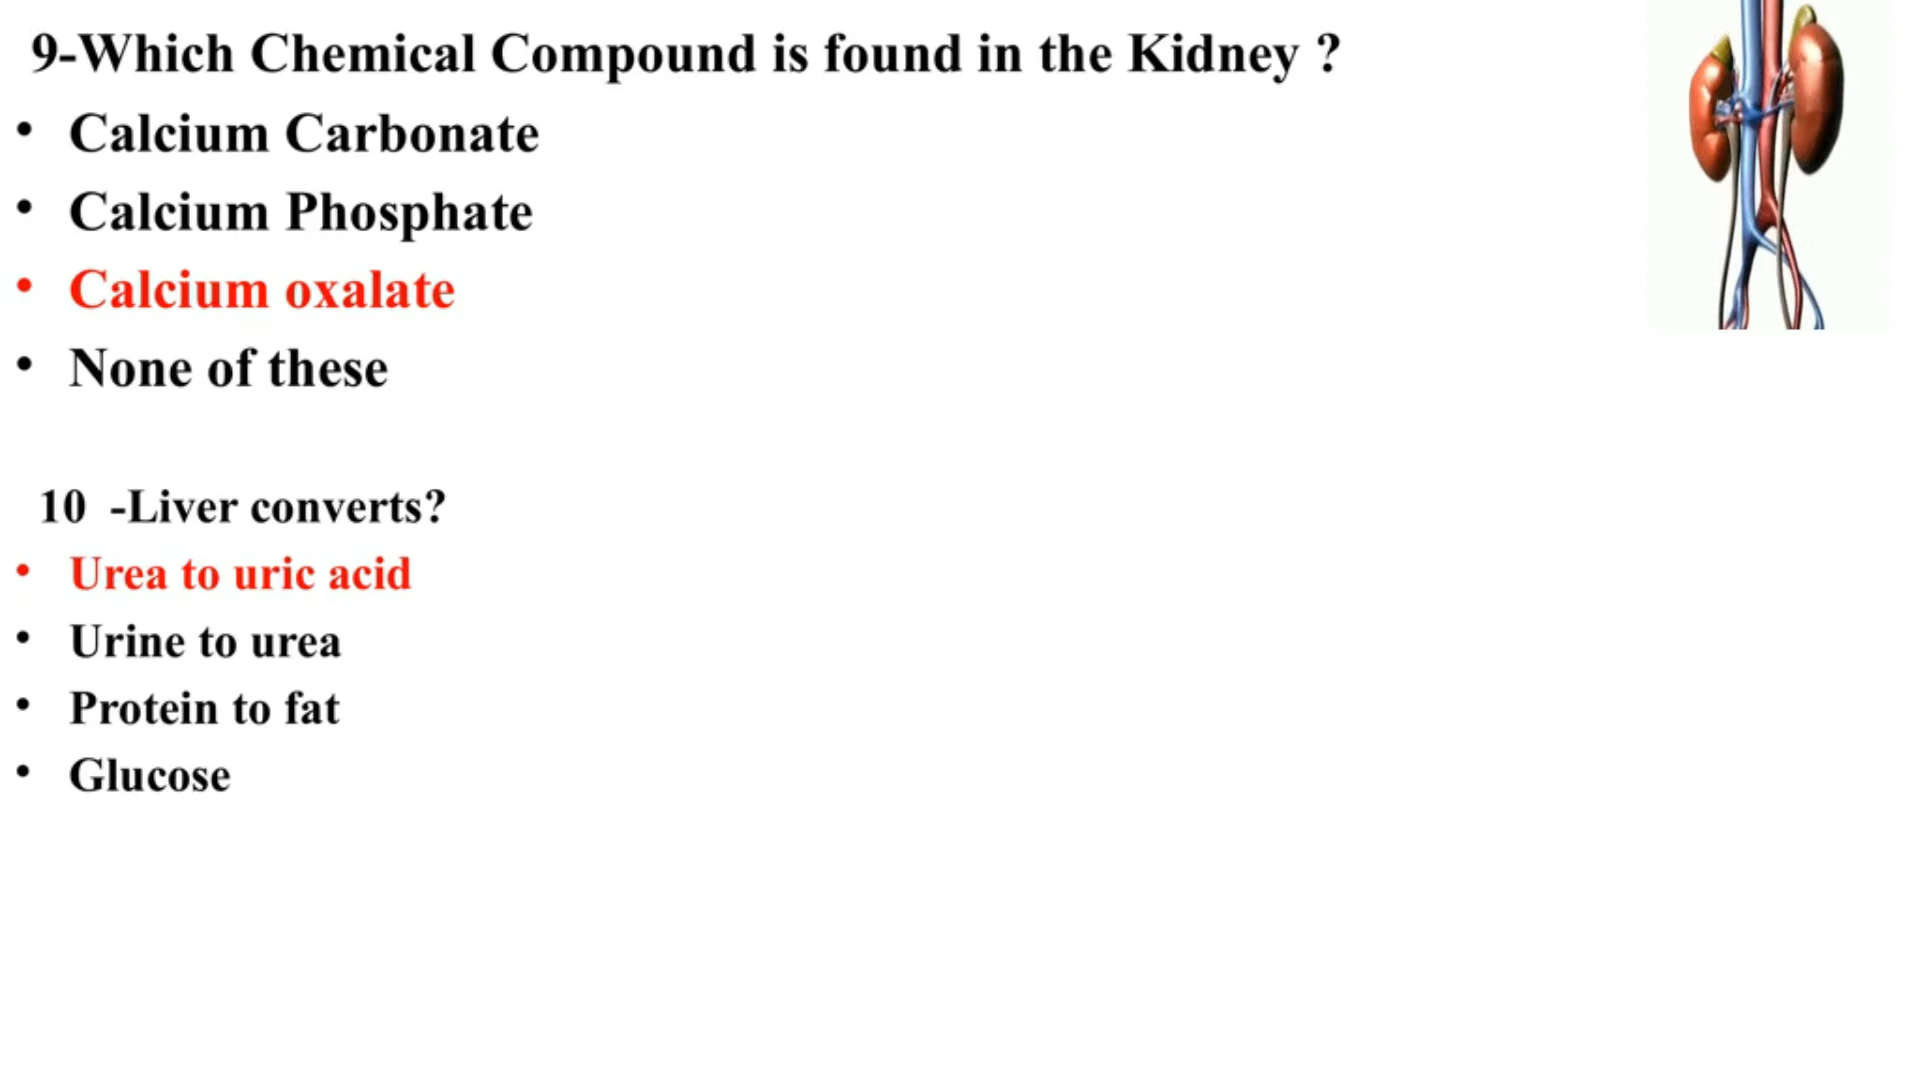 9-Which Chemical Compound is found in the Kidney ?
• Calcium Carbonate
• Calcium Phosphate
• Calcium oxalate
• None of these
10 -Liver converts?
• Urea to uric acid
• Urine to urea
• Protein to fat
• Glucose